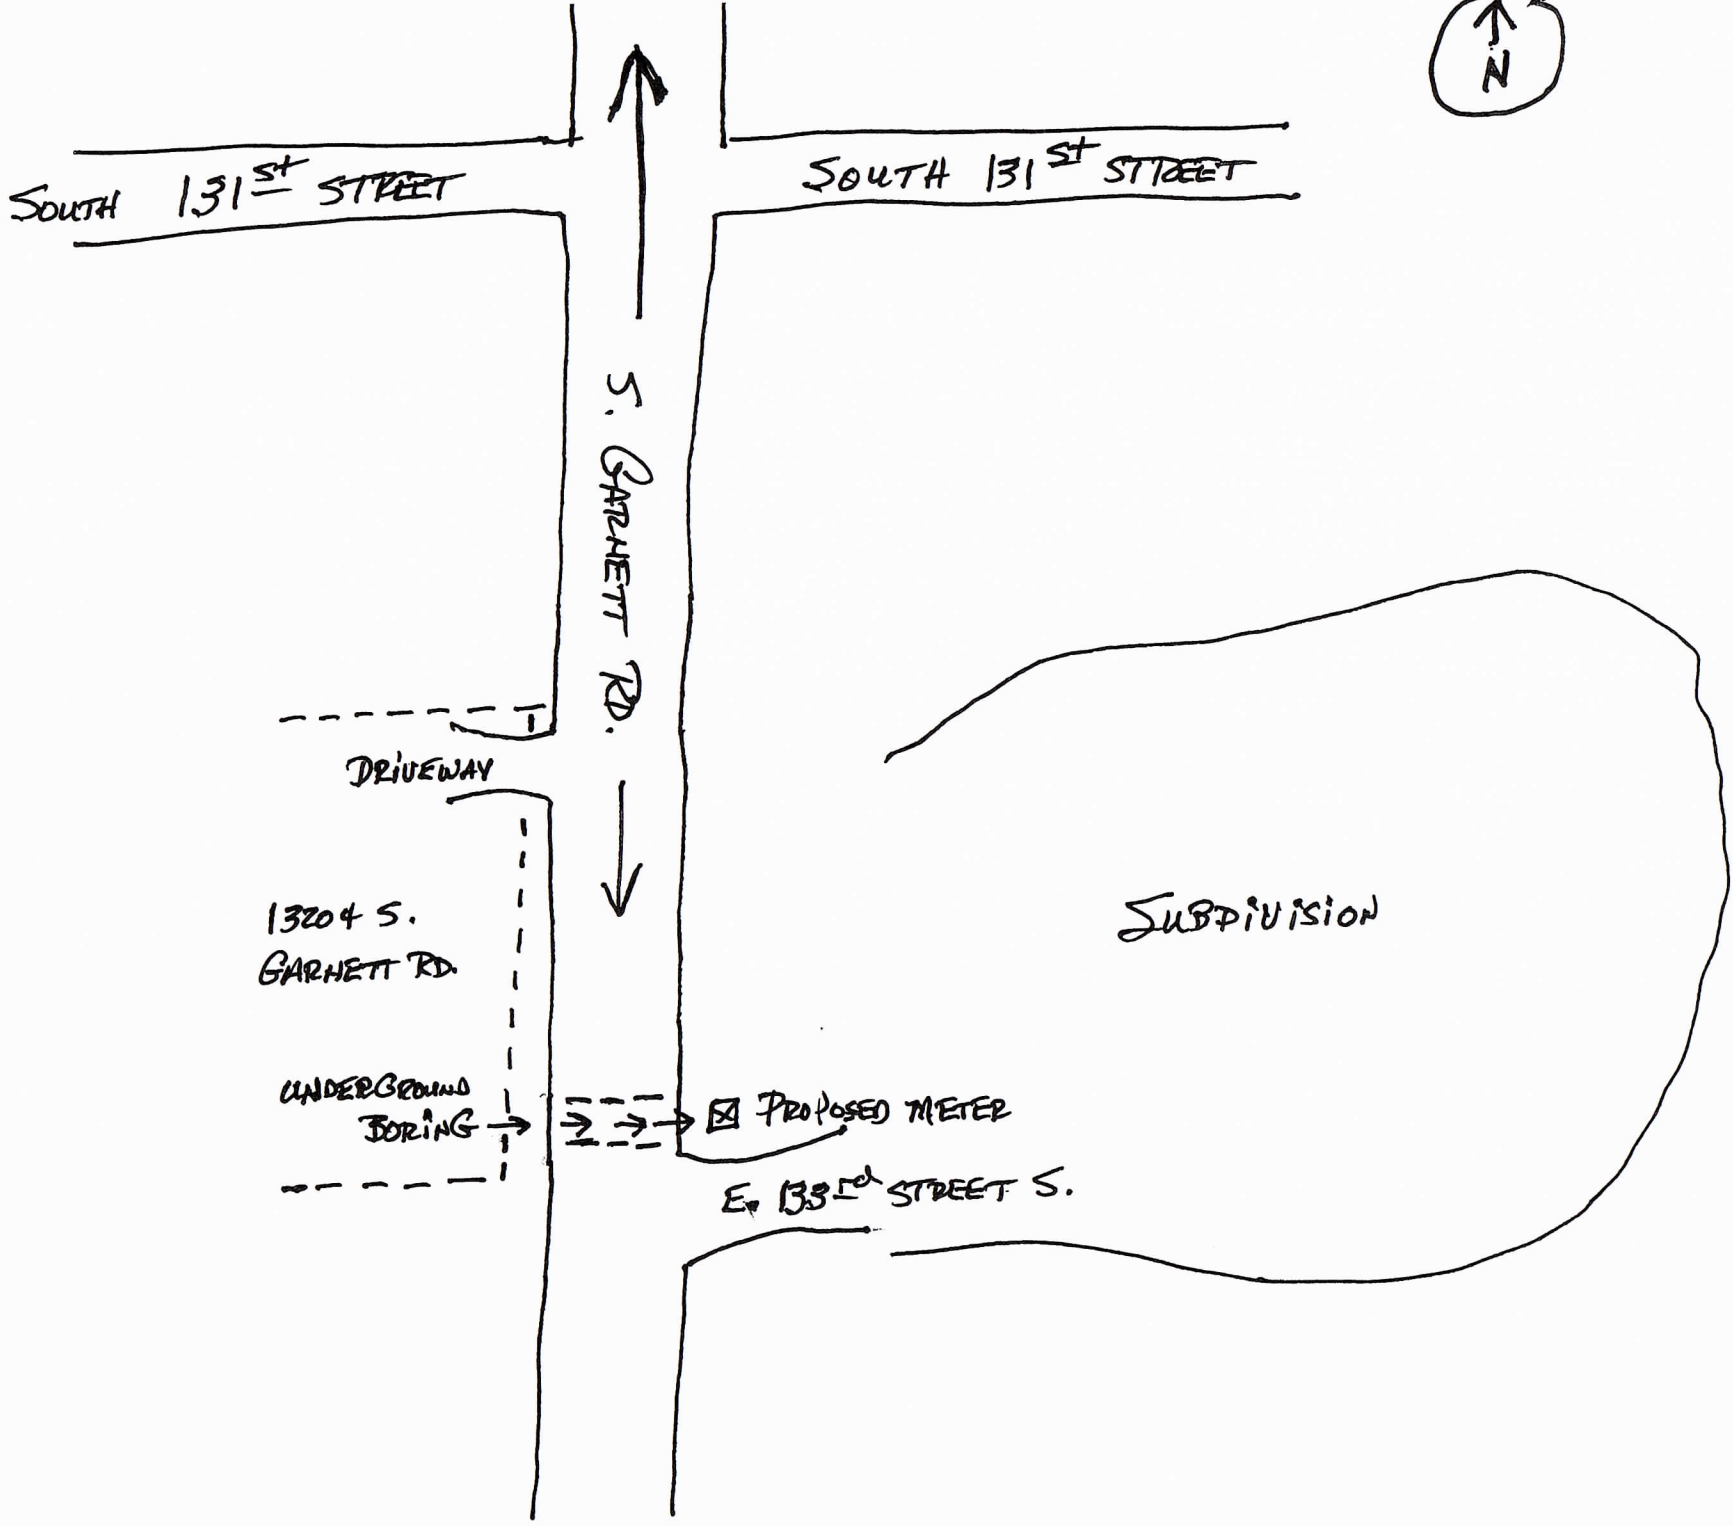 N
SOUTH 131st STREET
SOUTH 131st STREET
S. GARNETT RD.
DRIVEWAY
13204 S.
GARNETT RD.
SUBDIVISION
UNDERGROUND
BORING
PROPOSED METER
E. 133rd STREET S.